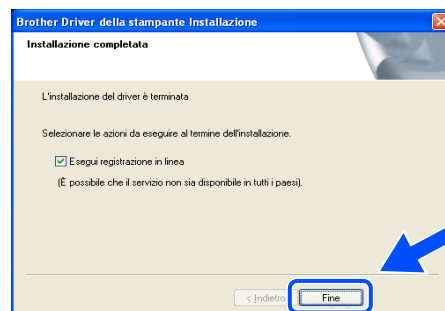 Brother Driver della stampante Installazione
Installazione completata
L'installazione del driver è terminata
Selezionare le azioni da eseguire al termine dell'installazione.
Esegui registrazione in linea
(È possibile che il servizio non sia disponibile in tutti i paesi).
< Indietro Fine